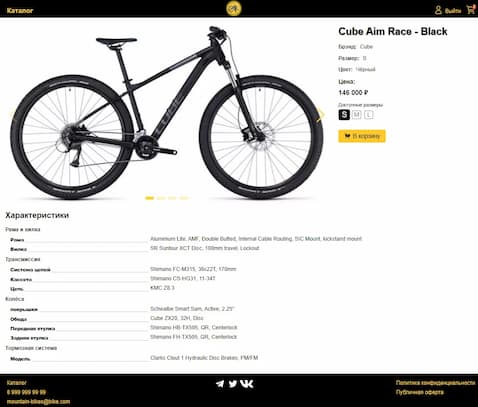 Каталог
Выйти
Cube Aim Race - Black
Брэнд: Cube
Размер: S
Цвет: Чёрный
Цена:
146 000 ₽
Доступные размеры
S M L
В корзину
CUBE
Характеристики
Рама и вилка
Рама Aluminium Lite, AMF, Double Butted, Internal Cable Routing, SIC Mount, kickstand mount
Вилка SR Suntour XCT Disc, 100mm travel, Lockout
Трансмиссия
Система цепей Shimano FC-M315, 36x22T, 170mm
Кассета Shimano CS-HG31, 11-34T
Цепь KMC Z8.3
Колёса
покрышки Schwalbe Smart Sam, Active, 2.25"
Обода Cube ZX20, 32H, Disc
Передняя втулка Shimano HB-TX505, QR, Centerlock
Задняя втулка Shimano FH-TX505, QR, Centerlock
Тормозная система
Модель Clarks Clout 1 Hydraulic Disc Brakes, FM/FM
Каталог
8 999 999 99 99
mountain-bikes@bike.com
Политика конфиденциальности
Публичная оферта